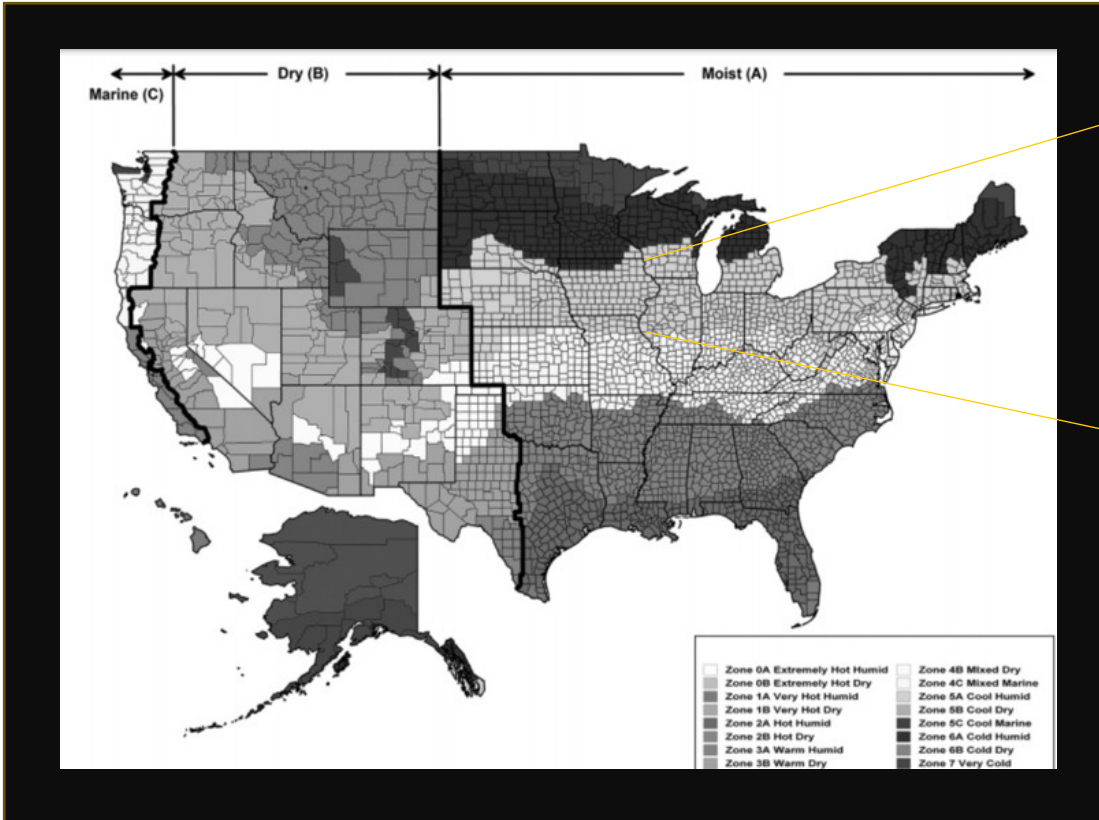 Dry (B)
Moist (A)
Marine (C)
Zone 0A Extremely Hot Humid
Zone 0B Extremely Hot Dry
Zone 1A Very Hot Humid
Zone 1B Very Hot Dry
Zone 2A Hot Humid
Zone 2B Hot Dry
Zone 3A Warm Humid
Zone 3B Warm Dry
Zone 4B Mixed Dry
Zone 4C Mixed Marine
Zone 5A Cool Humid
Zone 5B Cool Dry
Zone 5C Cool Marine
Zone 6A Cold Humid
Zone 6B Cold Dry
Zone 7 Very Cold